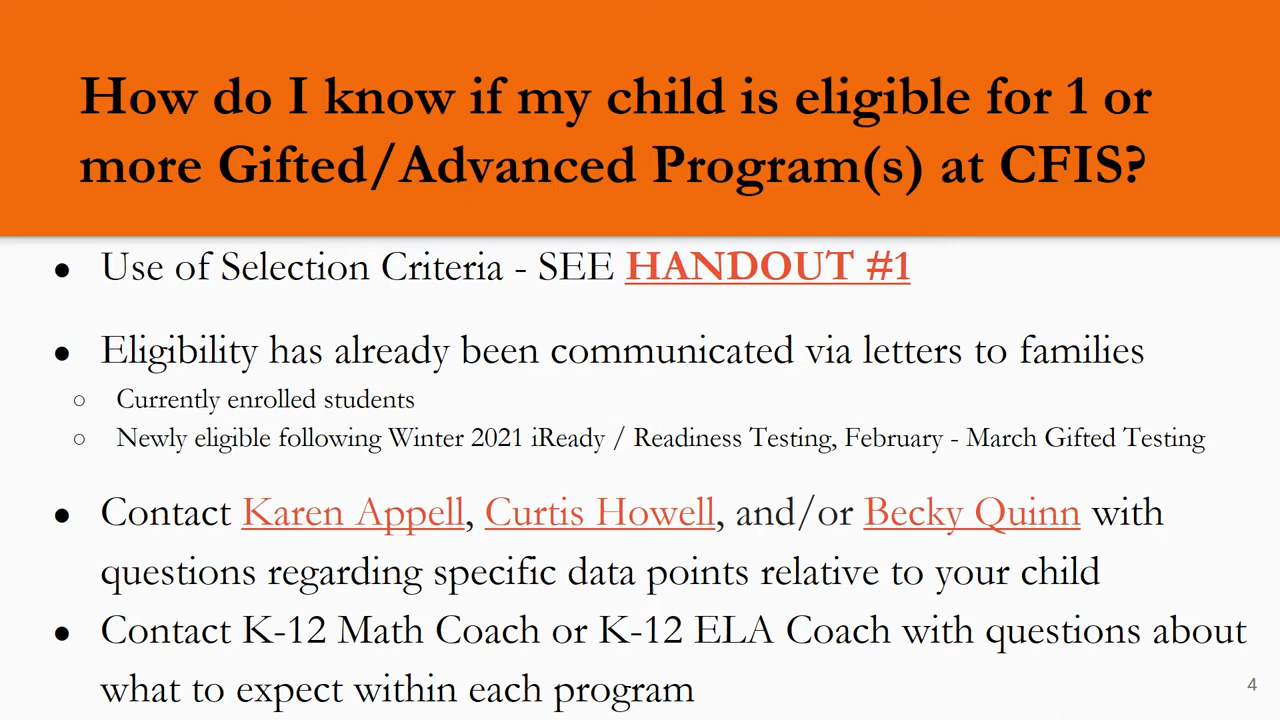 How do I know if my child is eligible for 1 or
more Gifted/Advanced Program(s) at CFIS?
● Use of Selection Criteria - SEE HANDOUT #1
● Eligibility has already been communicated via letters to families
○ Currently enrolled students
○ Newly eligible following Winter 2021 iReady / Readiness Testing, February - March Gifted Testing
● Contact Karen Appell, Curtis Howell, and/or Becky Quinn with
questions regarding specific data points relative to your child
● Contact K-12 Math Coach or K-12 ELA Coach with questions about
what to expect within each program
4